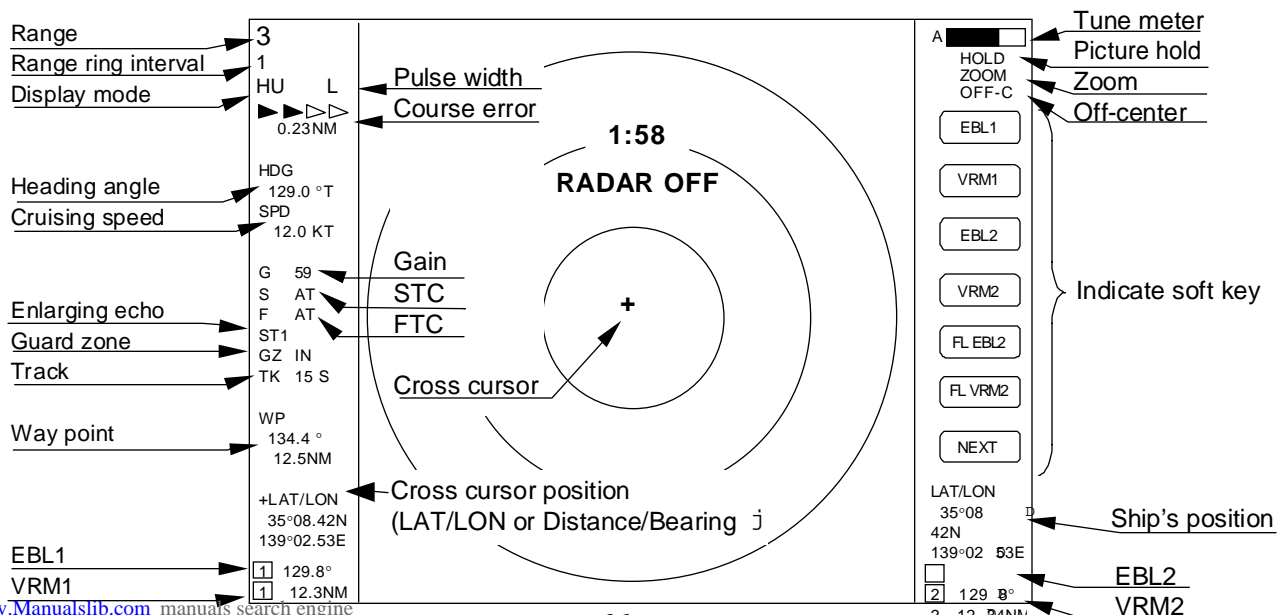 Range
Range ring interval
Display mode
Heading angle
Cruising speed
Enlarging echo
Guard zone
Track
Way point
EBL1
VRM1
3
1
HU L
0.23NM
HDG
129.0 °T
SPD
12.0 KT
G 59
S AT
F AT
ST1
GZ IN
TK 15 S
WP
134.4 °
12.5NM
+LAT/LON
35°08.42N
139°02.53E
1 129.8°
1 12.3NM
Pulse width
Course error
Gain
STC
FTC
Cross cursor
Cross cursor position
(LAT/LON or Distance/Bearing j
1:58
RADAR OFF
+
A
HOLD
ZOOM
OFF-C
EBL1
VRM1
EBL2
VRM2
FL EBL2
FL VRM2
NEXT
LAT/LON
35°08
42N
139°02 53E
2 129 8°
Tune meter
Picture hold
Zoom
Off-center
Indicate soft key
Ship's position
EBL2
VRM2
.Manualslib.com manuals search engine